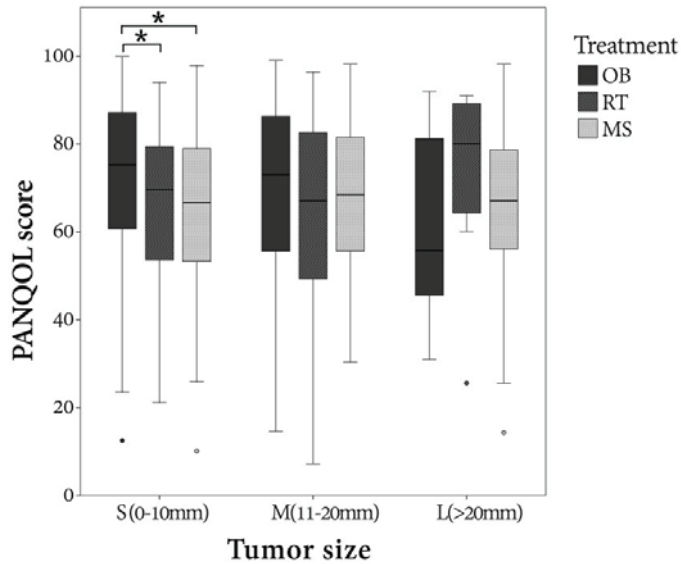 * *
100
80
60
40
20
0
PANQOL score
S(0-10mm) M(11-20mm) L(>20mm)
Tumor size
Treatment
OB
RT
MS